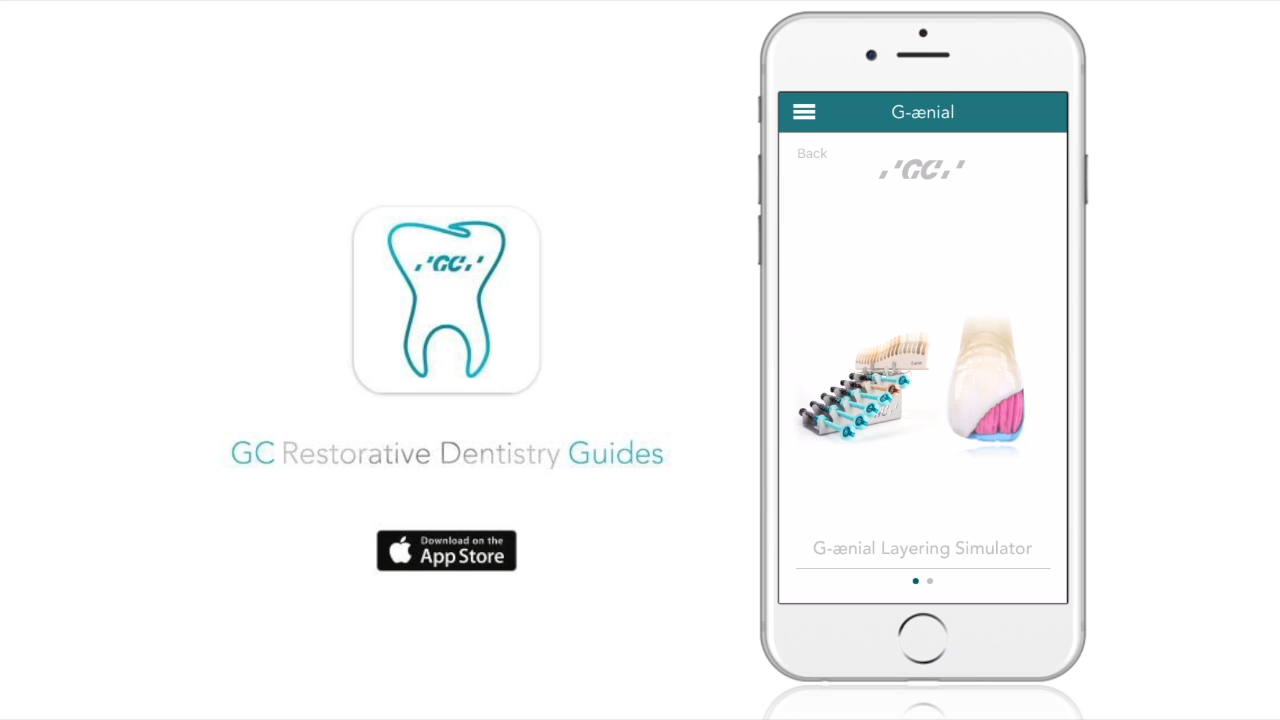 GC
GC Restorative Dentistry Guides
Download on the
App Store
G-ænial
Back
GC
G-ænial Layering Simulator